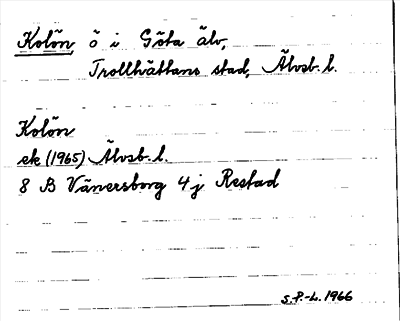 Kolön, ö i Göta älv,
Trollhättans stad, Älvsb. l.
Kolön
ek (1965) Älvsb. l.
8 B Vänersborg 4 j Restad
S.P.-L. 1966